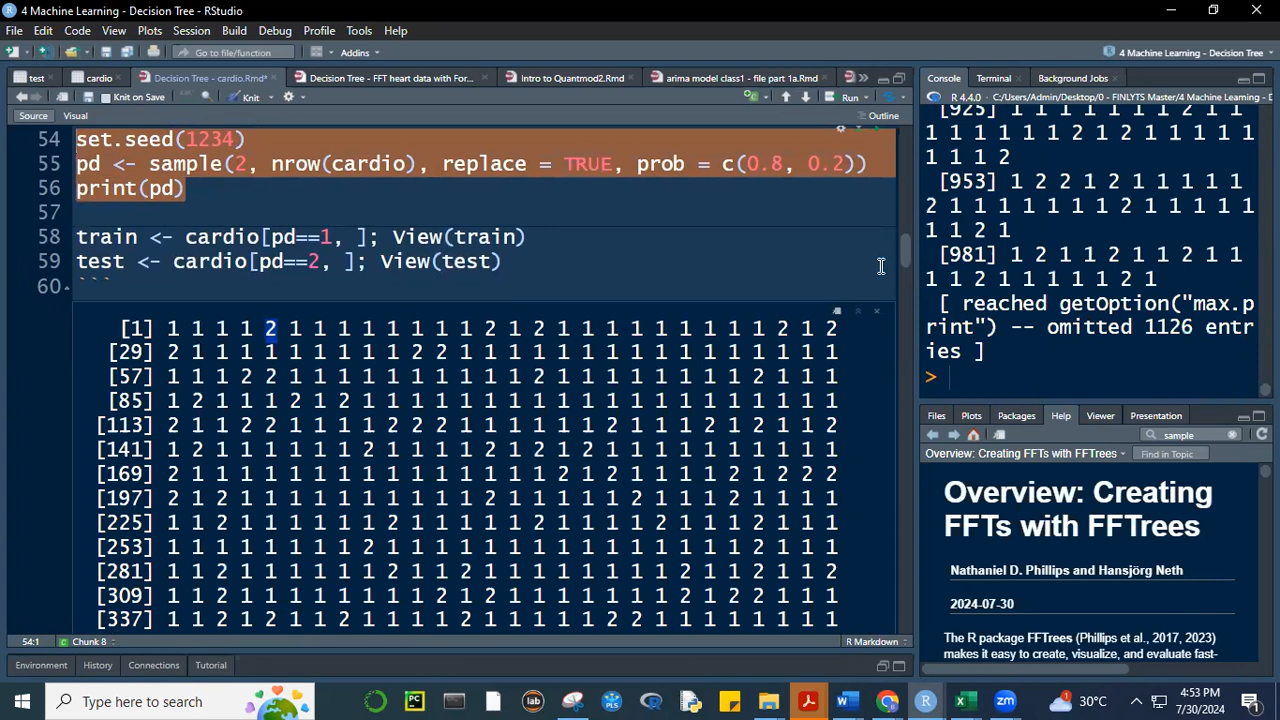 4 Machine Learning - Decision Tree - RStudio
File Edit Code View Plots Session Build Debug Profile Tools Help
Go to file/function Addins 4 Machine Learning - Decision Tree
test cardio Decision Tree - cardio.Rmd* Decision Tree - FFT heart data with For... Intro to Quantmod2.Rmd arima model class1 - file part 1a.Rmd
Knit on Save Knit Run
Source Visual Outline
54 set.seed(1234)
55 pd <- sample(2, nrow(cardio), replace = TRUE, prob = c(0.8, 0.2))
56 print(pd)
57
58 train <- cardio[pd==1, ]; View(train)
59 test <- cardio[pd==2, ]; View(test)
60 ```
[1] 1 1 1 1 2 1 1 1 1 1 1 1 1 2 1 2 1 1 1 1 1 1 1 1 1 2 1 2
[29] 2 1 1 1 1 1 1 1 1 1 2 2 1 1 1 1 1 1 1 1 1 1 1 1 1 1 1 1
[57] 1 1 1 2 2 1 1 1 1 1 1 1 1 1 1 2 1 1 1 1 1 1 1 1 2 1 1 1
[85] 1 2 1 1 1 2 1 2 1 1 1 1 1 1 1 1 1 1 1 1 1 1 1 1 1 1 1 1
[113] 2 1 1 2 2 1 1 1 1 2 2 2 1 1 1 1 1 1 2 1 1 1 2 1 2 1 1 2
[141] 1 2 1 1 1 1 1 1 2 1 1 1 1 2 1 2 1 2 1 1 1 1 1 1 1 1 1 1
[169] 2 1 1 1 1 1 1 1 1 1 1 1 1 1 1 1 2 1 2 1 1 1 1 2 1 2 2 2
[197] 2 1 2 1 1 1 1 1 1 1 1 1 1 2 1 1 1 1 1 2 1 1 1 2 1 1 1 1
[225] 1 1 2 1 1 1 1 1 1 2 1 1 1 1 1 2 1 1 1 1 2 1 1 1 2 1 1 1
[253] 1 1 1 1 1 1 1 1 2 1 1 1 1 1 1 1 1 1 1 1 1 1 1 1 2 1 1 1
[281] 1 1 2 1 1 1 1 1 1 2 1 1 2 1 1 1 1 1 1 1 1 2 1 1 2 1 1 2
[309] 1 1 2 1 1 1 1 1 1 1 1 2 1 2 1 1 1 1 1 1 1 2 1 2 2 1 1 1
[337] 1 1 2 1 2 1 1 2 1 1 1 1 2 1 1 1 1 1 2 2 1 1 1 1 1 1 1 1
54:1 Chunk 8 R Markdown
Environment History Connections Tutorial
Console Terminal Background Jobs
R 4.4.0 · C:/Users/Admin/Desktop/0 - FINLYTS Master/4 Machine Learning - D
[925] 1 1 1 1 1 1 1 2 1 1
1 1 1 1 1 1 2 1 2 1 1 1 1 1
1 1 1 2
[953] 1 2 2 1 2 1 1 1 1 1
2 1 1 1 1 1 1 1 2 1 1 1 1 1
1 1 2 1
[981] 1 2 1 1 2 1 1 2 1 1
1 1 2 1 1 1 1 1 1 2 1
[ reached getOption("max.p
rint") -- omitted 1126 entr
ies ]
>
Files Plots Packages Help Viewer Presentation
sample
Overview: Creating FFTs with FFTrees Find in Topic
Overview: Creating
FFTs with FFTrees
Nathaniel D. Phillips and Hansjörg Neth
2024-07-30
The R package FFTrees (Phillips et al., 2017, 2023)
makes it easy to create, visualize, and evaluate fast-
Type here to search PC lab PLS 30°C 4:53 PM
7/30/2024